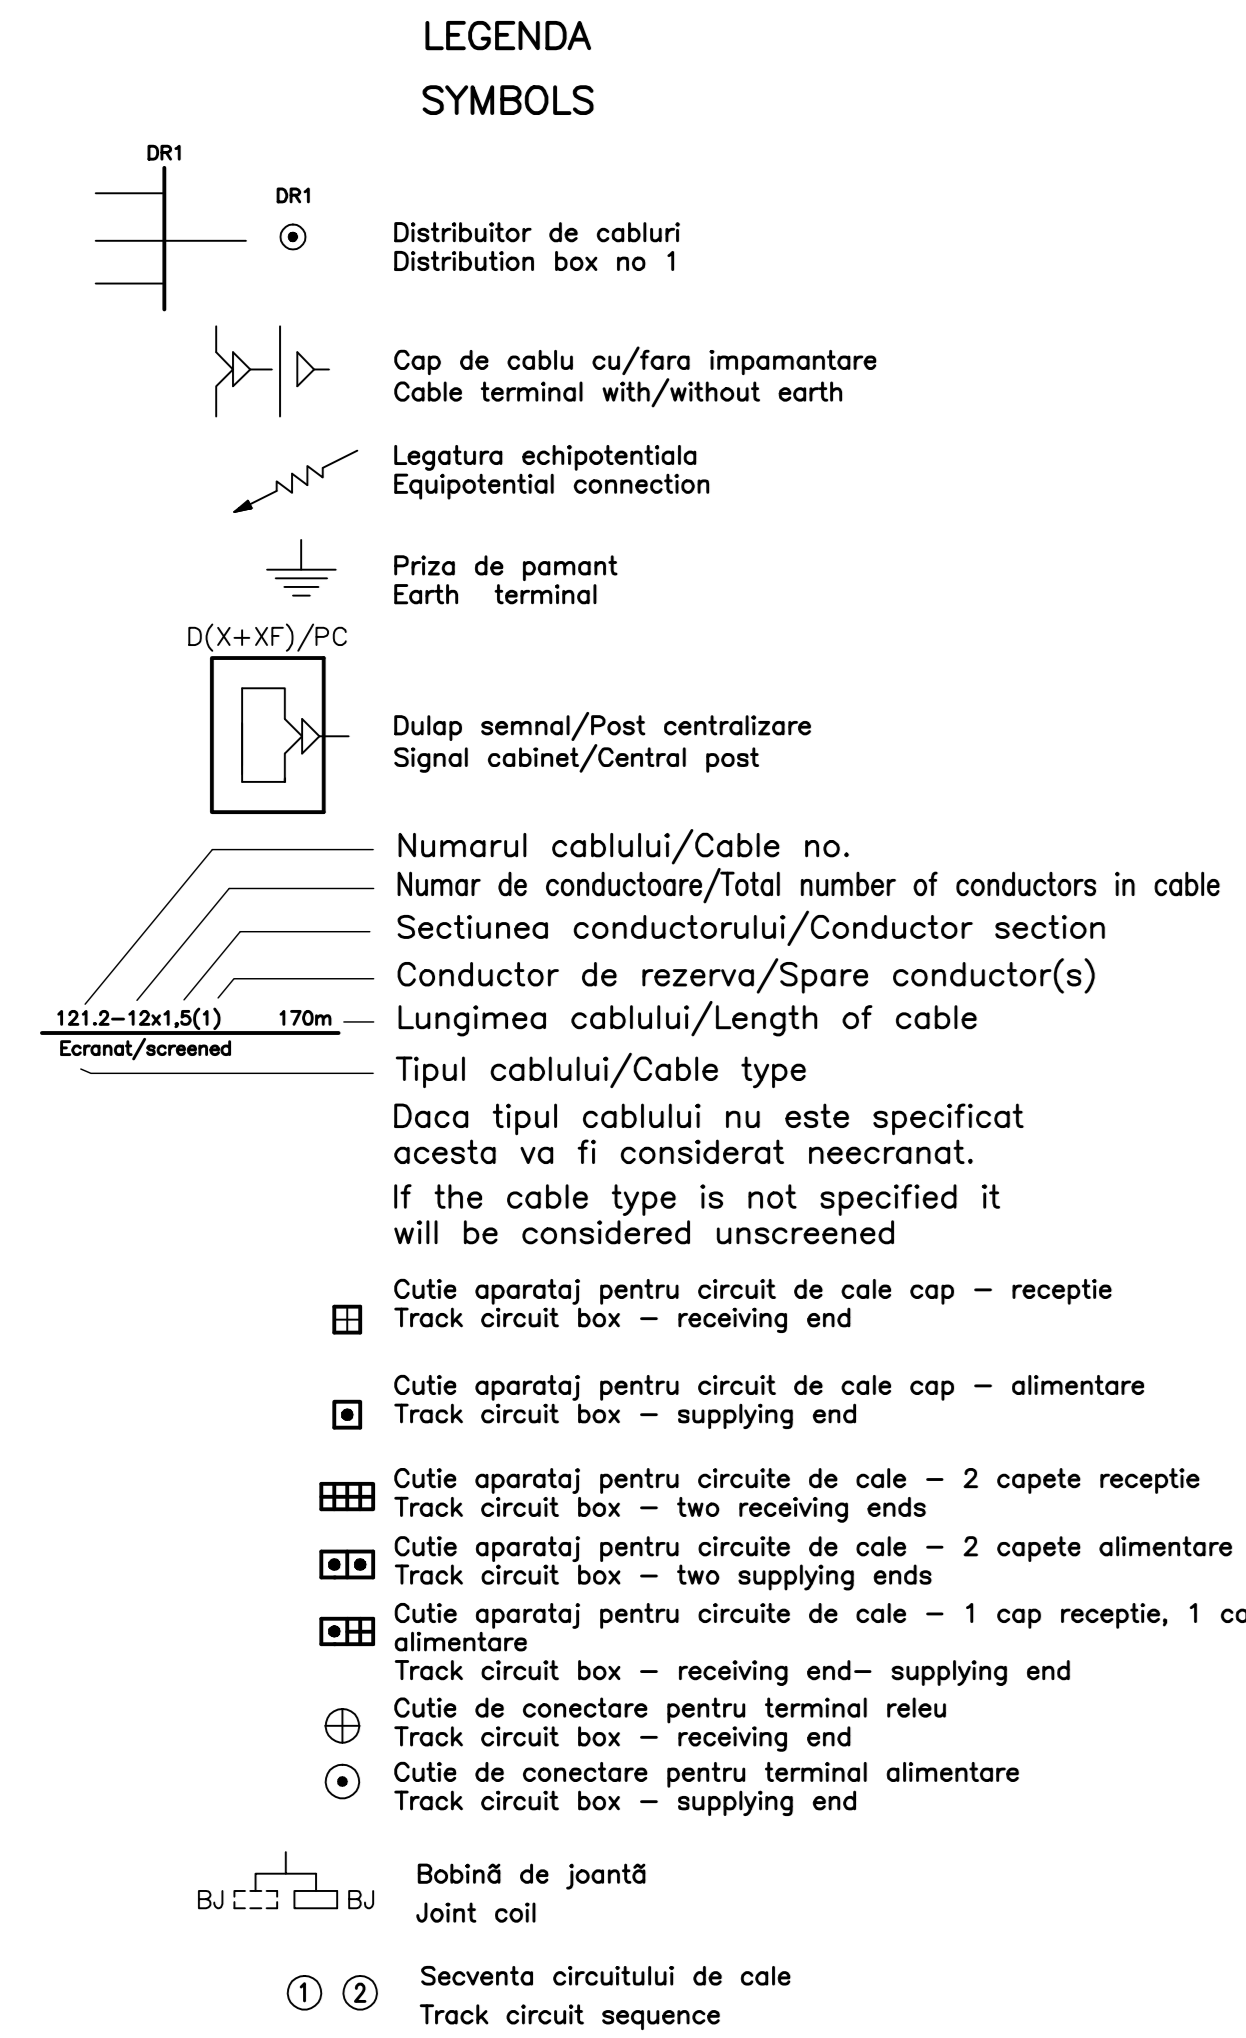 LEGENDA
SYMBOLS
DR1
DR1
Distribuitor de cabluri
Distribution box no 1
Cap de cablu cu/fara impamantare
Cable terminal with/without earth
Legatura echipotentiala
Equipotential connection
Priza de pamant
Earth terminal
D(X+XF)/PC
Dulap semnal/Post centralizare
Signal cabinet/Central post
Numarul cablului/Cable no.
Numar de conductoare/Total number of conductors in cable
Sectiunea conductorului/Conductor section
Conductor de rezerva/Spare conductor(s)
121.2-12x1,5(1) 170m Lungimea cablului/Length of cable
Ecranat/screened
Tipul cablului/Cable type
Daca tipul cablului nu este specificat
acesta va fi considerat neecranat.
If the cable type is not specified it
will be considered unscreened
Cutie aparataj pentru circuit de cale cap – receptie
Track circuit box – receiving end
Cutie aparataj pentru circuit de cale cap – alimentare
Track circuit box – supplying end
Cutie aparataj pentru circuite de cale – 2 capete receptie
Track circuit box – two receiving ends
Cutie aparataj pentru circuite de cale – 2 capete alimentare
Track circuit box – two supplying ends
Cutie aparataj pentru circuite de cale – 1 cap receptie, 1
alimentare
Track circuit box – receiving end– supplying end
Cutie de conectare pentru terminal releu
Track circuit box – receiving end
Cutie de conectare pentru terminal alimentare
Track circuit box – supplying end
BJ BJ
Bobinã de joantã
Joint coil
1 2
Secventa circuitului de cale
Track circuit sequence